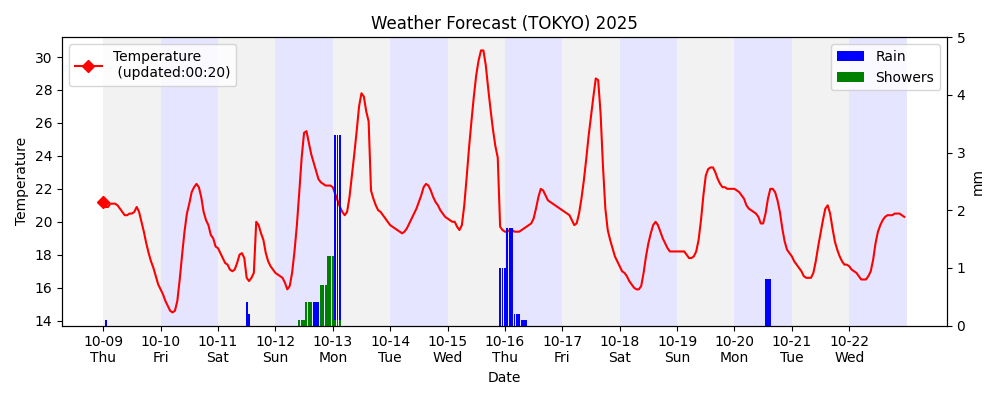 Weather Forecast (TOKYO) 2025
Temperature
(updated:00:20)
Rain
Showers
Temperature
30
28
26
24
22
20
18
16
14
5
4
3
2
1
0
mm
10-09 10-10 10-11 10-12 10-13 10-14 10-15 10-16 10-17 10-18 10-19 10-20 10-21 10-22
Thu Fri Sat Sun Mon Tue Wed Thu Fri Sat Sun Mon Tue Wed
Date